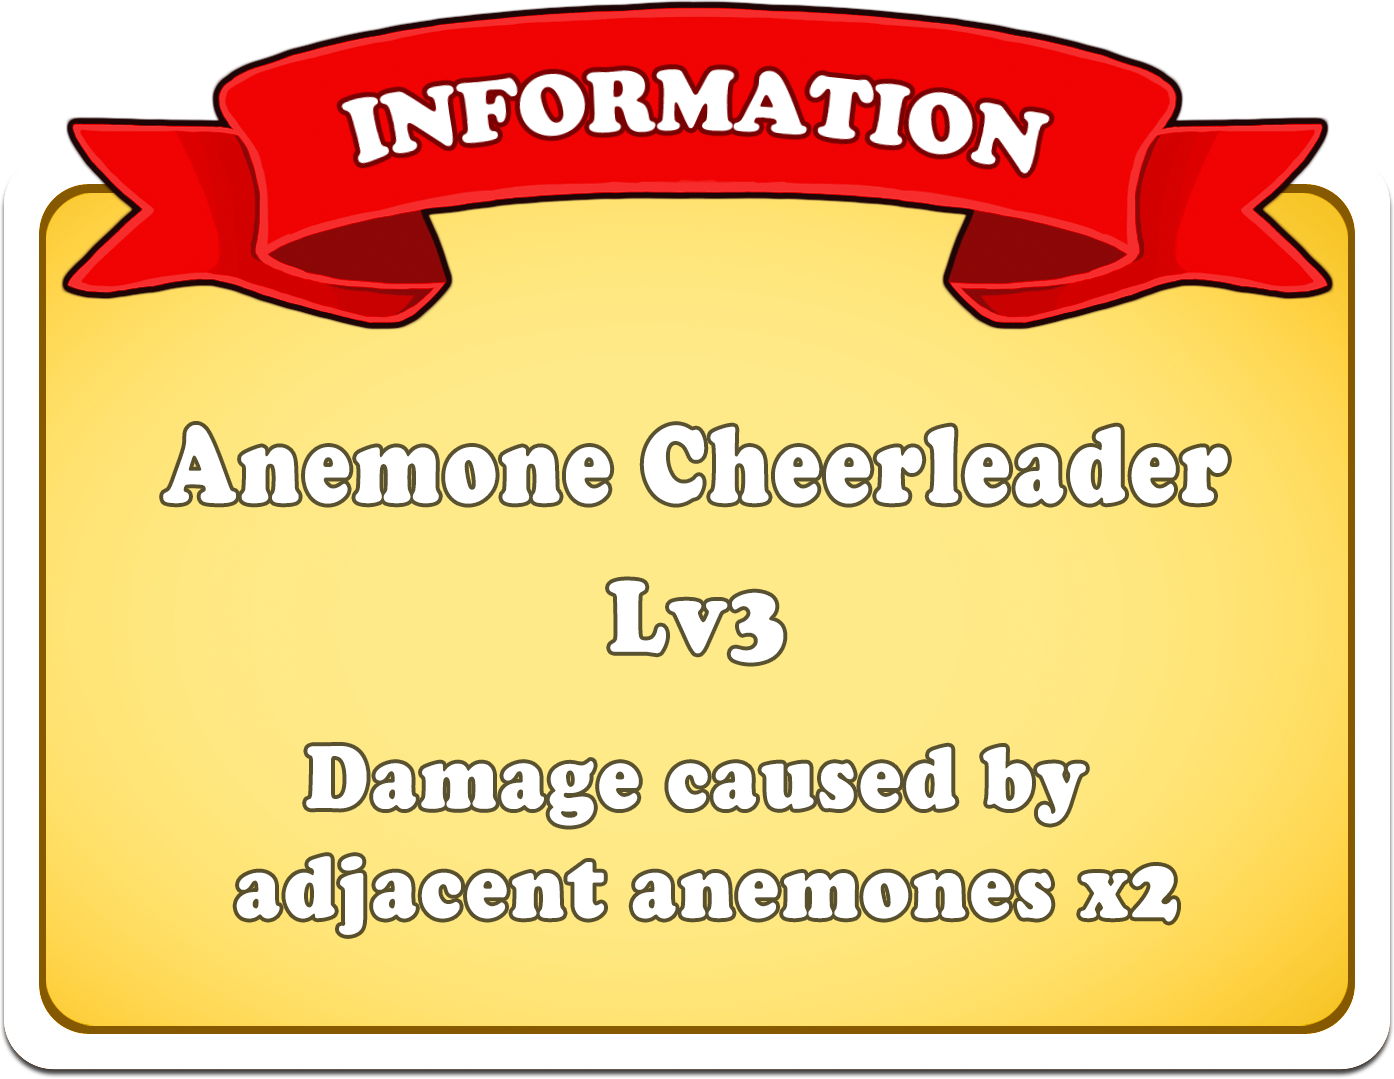 INFORMATION
Anemone Cheerleader
Lv3
Damage caused by
adjacent anemones x2